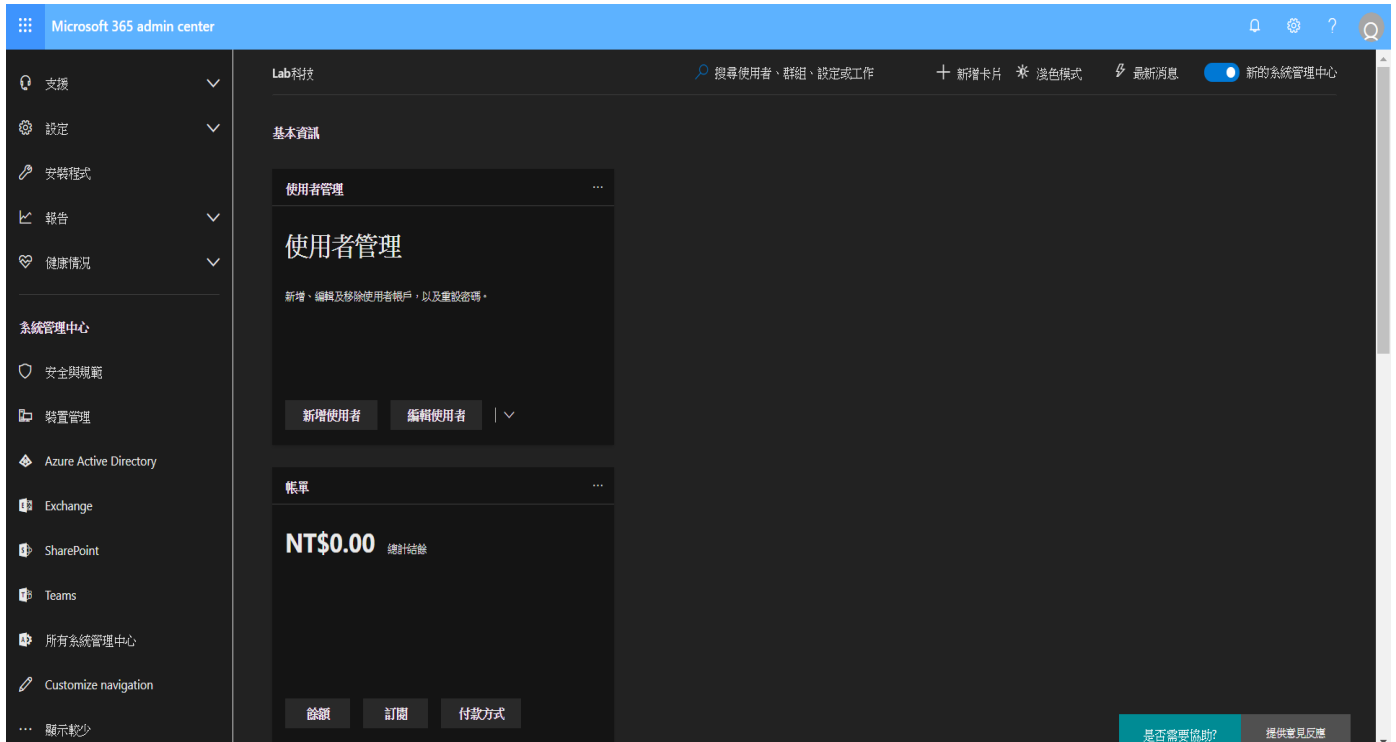 Microsoft 365 admin center
支援
設定
安裝程式
報告
健康情況
系統管理中心
安全與規範
裝置管理
Azure Active Directory
Exchange
SharePoint
Teams
所有系統管理中心
Customize navigation
顯示較少
Lab科技
搜尋使用者、群組、設定或工作
新增卡片
淺色模式
最新消息
新的系統管理中心
基本資訊
使用者管理
使用者管理
新增、編輯及移除使用者帳戶，以及重設密碼。
新增使用者
編輯使用者
帳單
NT$0.00 總計結餘
餘額
訂閱
付款方式
是否需要協助?
提供意見反應